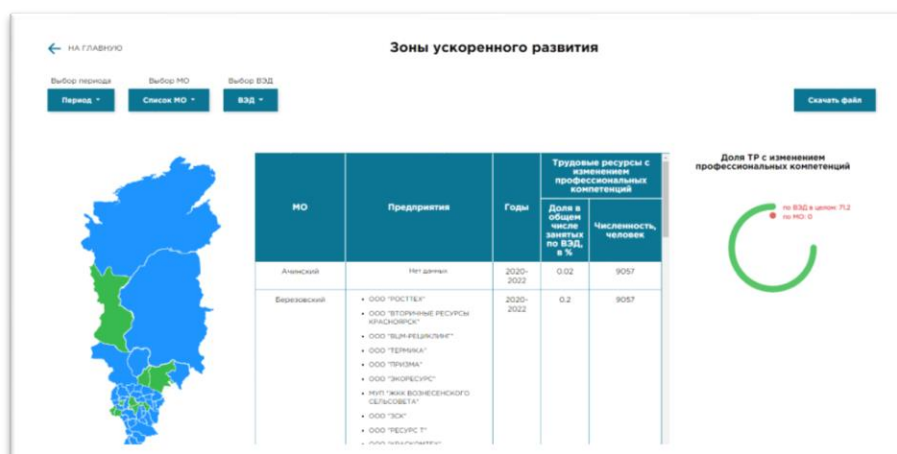 НА ГЛАВНУЮ
Зоны ускоренного развития
Выбор периода
Выбор МО
Выбор ВЭД
Период
Список МО
ВЭД
Скачать файл
МО
Предприятия
Годы
Трудовые ресурсы с
изменением
профессиональных
компетенций
Доля в
общем
числе
занятых
по ВЭД,
в %
Численность,
человек
Ачинский
Нет данных
2020-
2022
0.02
9057
Березовский
• ООО "РОСТТЕХ"
• ООО "ВТОРИЧНЫЕ РЕСУРСЫ
КРАСНОЯРСК"
• ООО "ВЦМ-РЕЦИКЛИНГ"
• ООО "ТЕРМИКА"
• ООО "ПРИЗМА"
• ООО "ЭКОРЕСУРС"
• МУП "ЖКХ ВОЗНЕСЕНСКОГО
СЕЛЬСОВЕТА"
• ООО "ЗСК"
• ООО "РЕСУРС Т"
2020-
2022
0.2
9057
Доля ТР с изменением
профессиональных компетенций
по ВЭД в целом: 71,2
по МО: 0